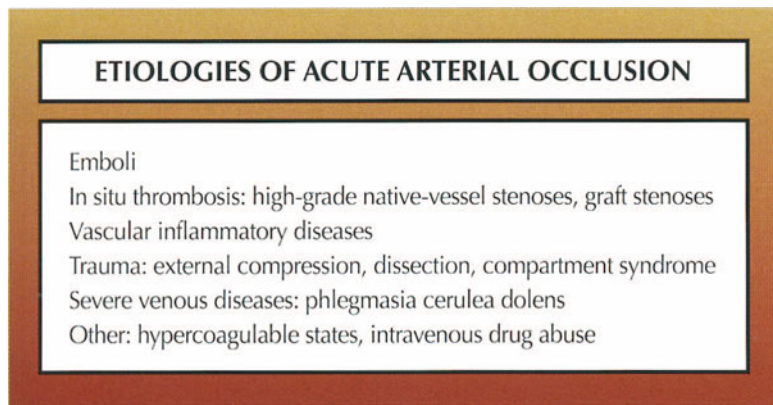 ETIOLOGIES OF ACUTE ARTERIAL OCCLUSION
Emboli
In situ thrombosis: high-grade native-vessel stenoses, graft stenoses
Vascular inflammatory diseases
Trauma: external compression, dissection, compartment syndrome
Severe venous diseases: phlegmasia cerulea dolens
Other: hypercoagulable states, intravenous drug abuse